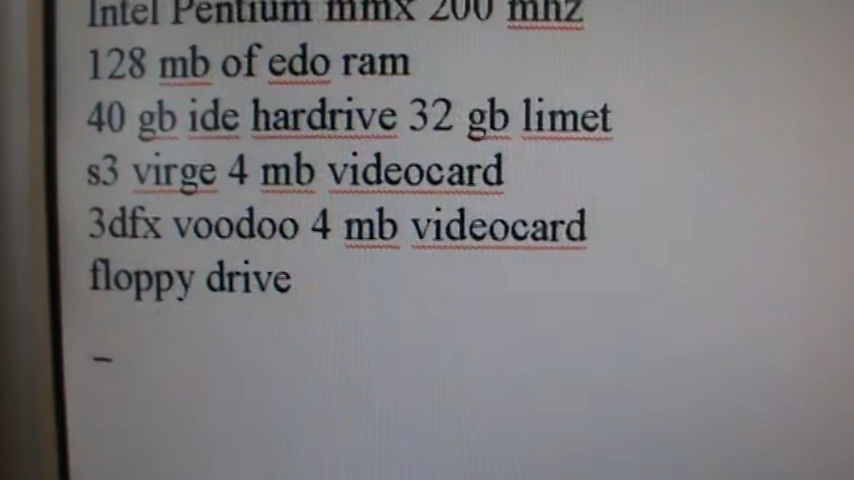 Intel Pentium mmx 200 mhz
128 mb of edo ram
40 gb ide hardrive 32 gb limet
s3 virge 4 mb videocard
3dfx voodoo 4 mb videocard
floppy drive